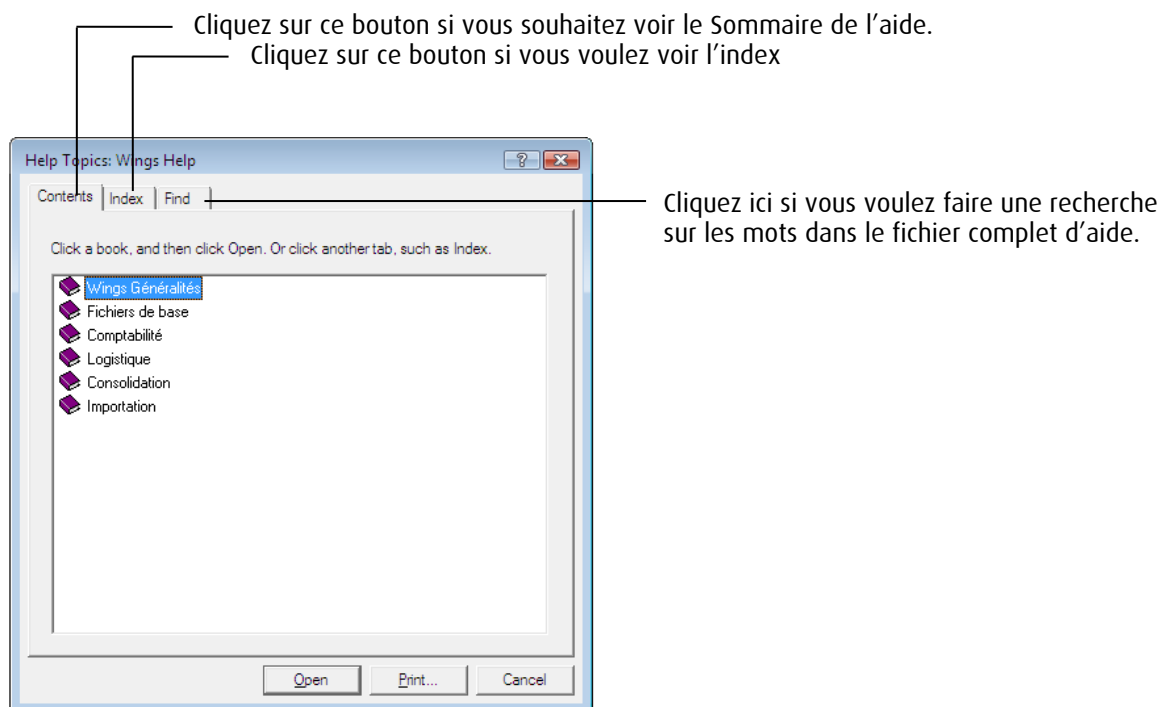 Cliquez sur ce bouton si vous souhaitez voir le Sommaire de l’aide.
Cliquez sur ce bouton si vous voulez voir l’index
Help Topics: Wings Help
Contents Index Find
Cliquez ici si vous voulez faire une recherche
sur les mots dans le fichier complet d’aide.
Click a book, and then click Open. Or click another tab, such as Index.
Wings Généralités
Fichiers de base
Comptabilité
Logistique
Consolidation
Importation
Open Print... Cancel